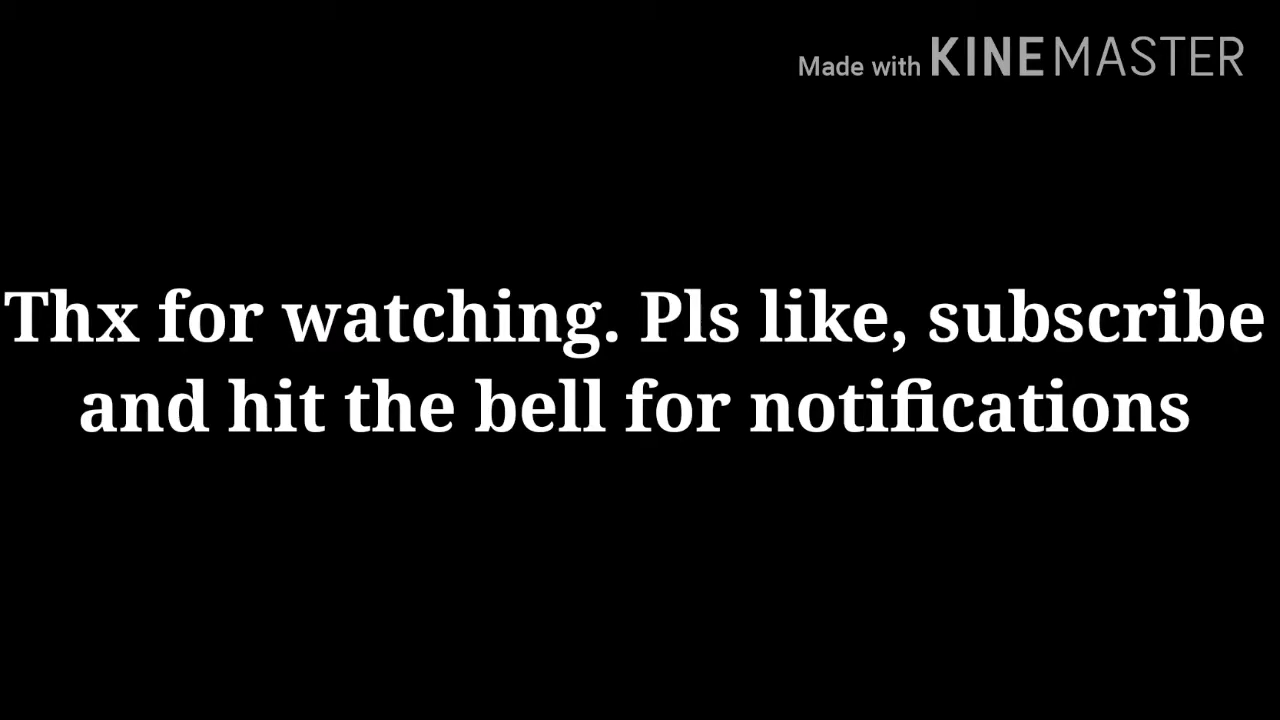 Made with KINEMASTER
Thx for watching. Pls like, subscribe
and hit the bell for notifications